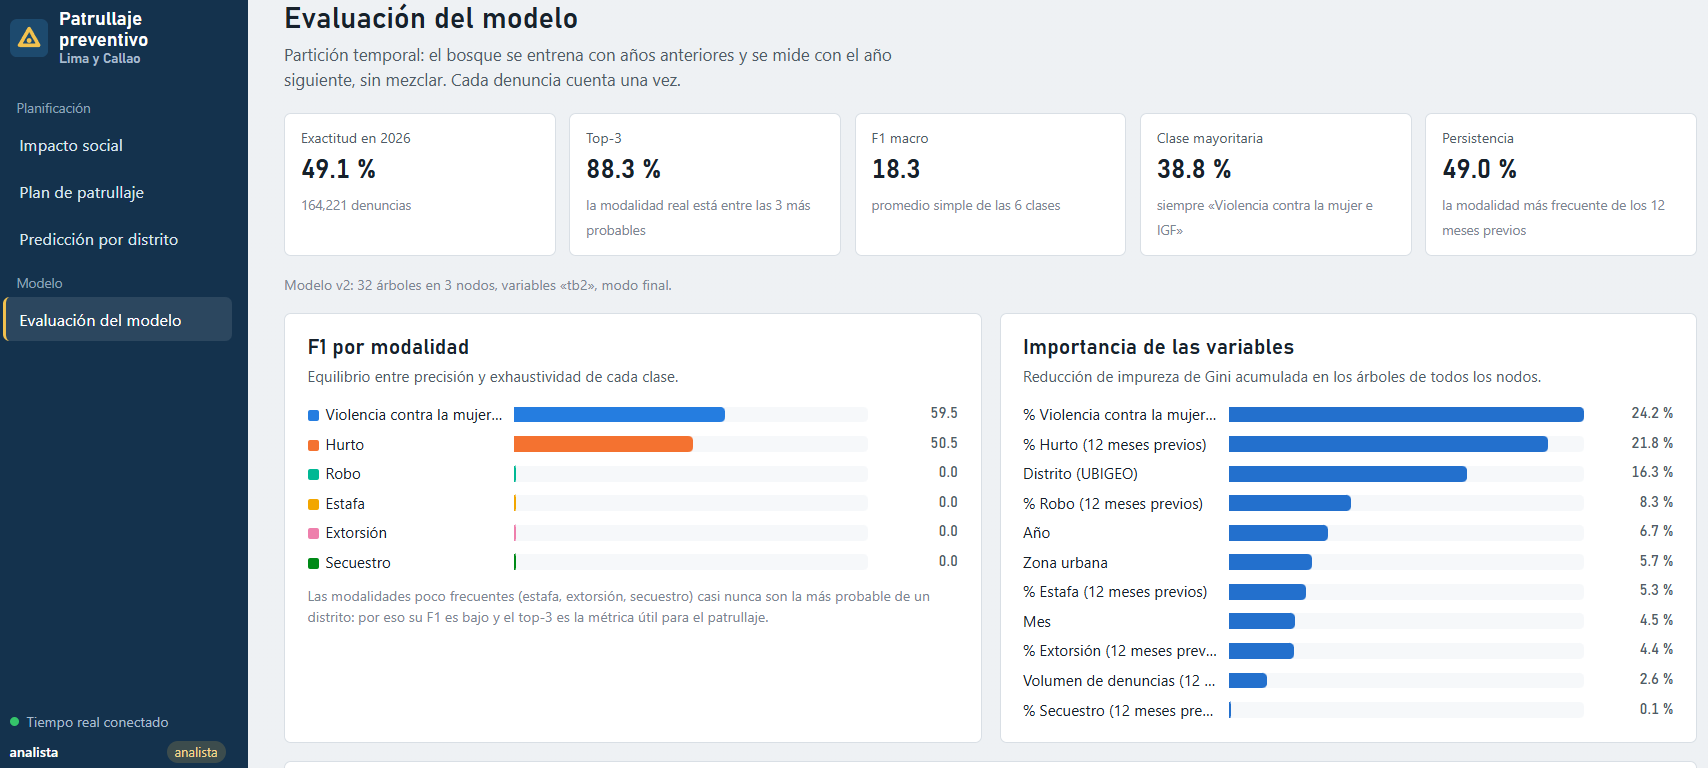 Patrullaje
preventivo
Lima y Callao
Planificación
Impacto social
Plan de patrullaje
Predicción por distrito
Modelo
Evaluación del modelo
Tiempo real conectado
analista
analista
Evaluación del modelo
Partición temporal: el bosque se entrena con años anteriores y se mide con el año
siguiente, sin mezclar. Cada denuncia cuenta una vez.
Exactitud en 2026
49.1 %
164,221 denuncias
Top-3
88.3 %
la modalidad real está entre las 3 más
probables
F1 macro
18.3
promedio simple de las 6 clases
Clase mayoritaria
38.8 %
siempre «Violencia contra la mujer e
IGF»
Persistencia
49.0 %
la modalidad más frecuente de los 12
meses previos
Modelo v2: 32 árboles en 3 nodos, variables «tb2», modo final.
F1 por modalidad
Equilibrio entre precisión y exhaustividad de cada clase.
Violencia contra la mujer... 59.5
Hurto 50.5
Robo 0.0
Estafa 0.0
Extorsión 0.0
Secuestro 0.0
Las modalidades poco frecuentes (estafa, extorsión, secuestro) casi nunca son la más probable de un
distrito: por eso su F1 es bajo y el top-3 es la métrica útil para el patrullaje.
Importancia de las variables
Reducción de impureza de Gini acumulada en los árboles de todos los nodos.
% Violencia contra la mujer... 24.2 %
% Hurto (12 meses previos) 21.8 %
Distrito (UBIGEO) 16.3 %
% Robo (12 meses previos) 8.3 %
Año 6.7 %
Zona urbana 5.7 %
% Estafa (12 meses previos) 5.3 %
Mes 4.5 %
% Extorsión (12 meses prev... 4.4 %
Volumen de denuncias (12 ... 2.6 %
% Secuestro (12 meses pre... 0.1 %